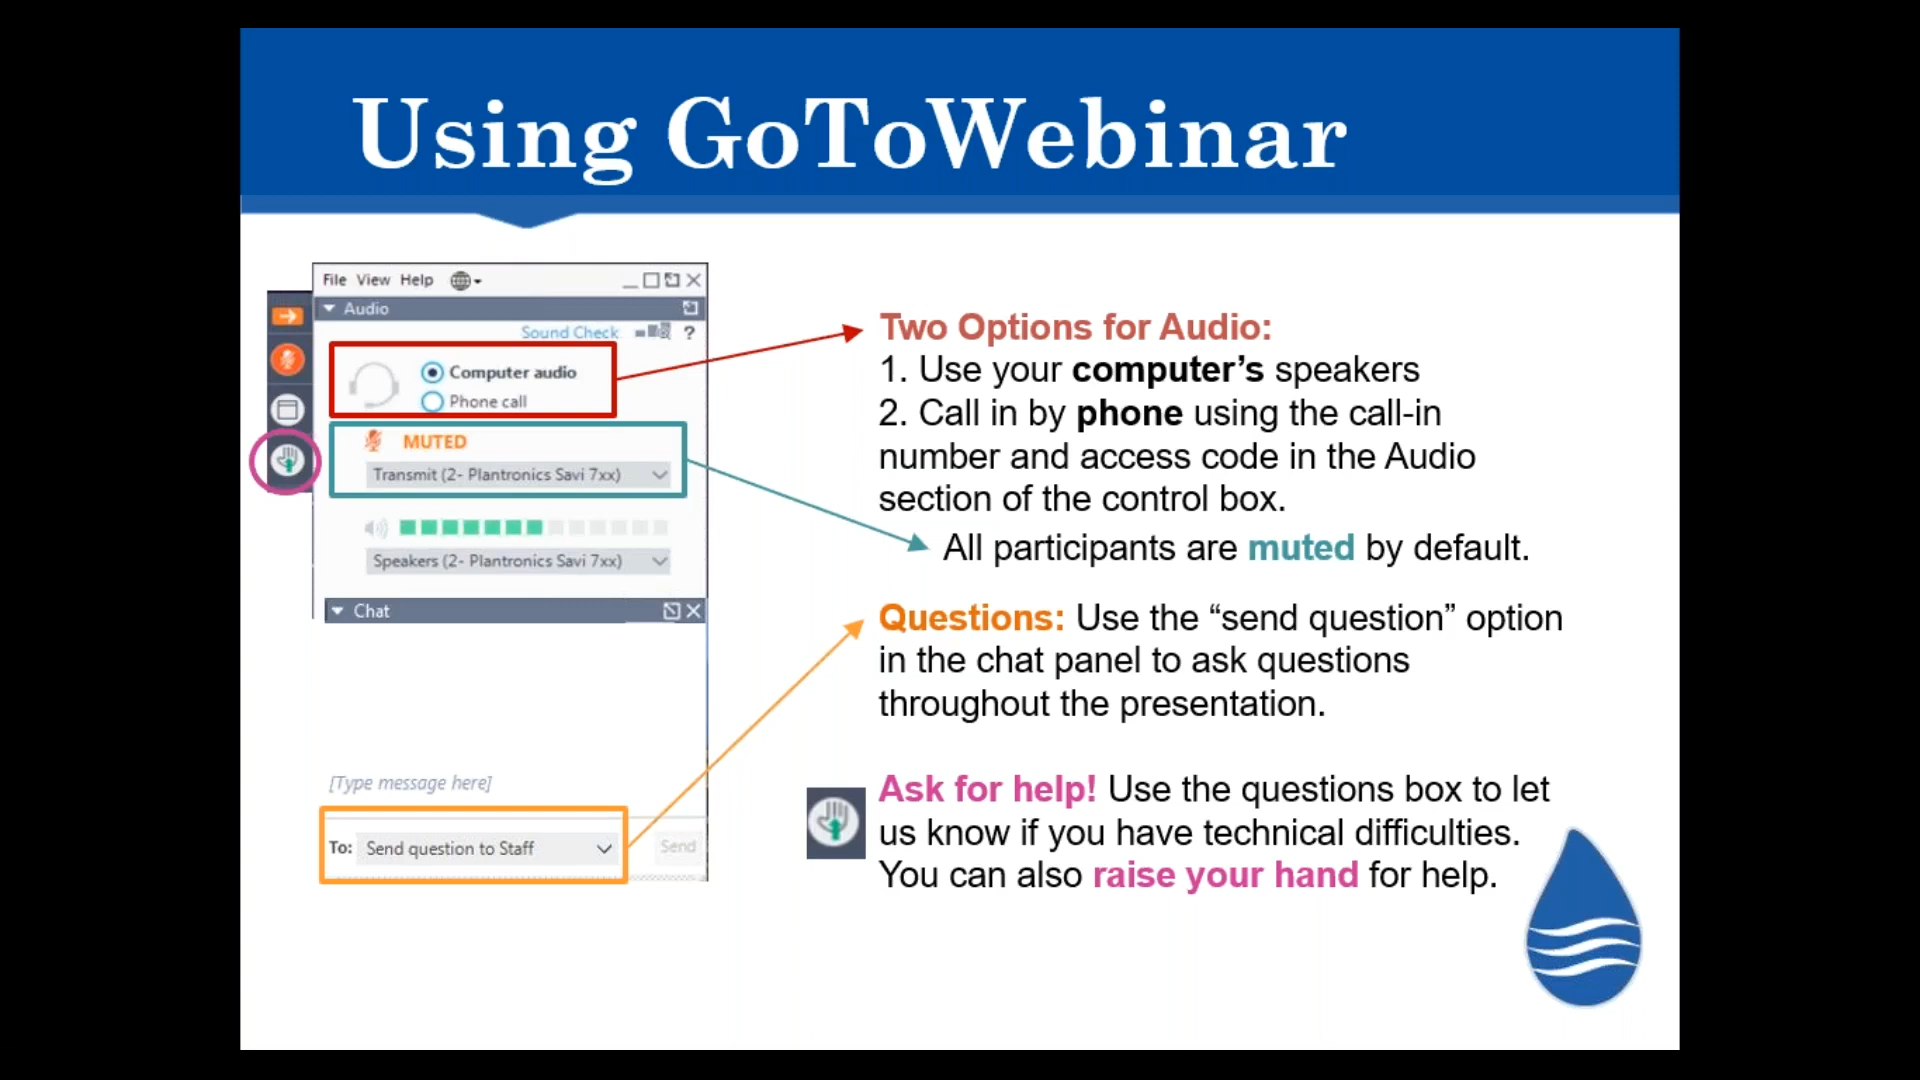 Using GoToWebinar
File View Help
Audio
Sound Check ?
Computer audio
Phone call
MUTED
Transmit (2- Plantronics Savi 7xx)
Speakers (2- Plantronics Savi 7xx)
Chat
[Type message here]
To: Send question to Staff
Send
Two Options for Audio:
1. Use your computer’s speakers
2. Call in by phone using the call-in
number and access code in the Audio
section of the control box.
All participants are muted by default.
Questions: Use the “send question” option
in the chat panel to ask questions
throughout the presentation.
Ask for help! Use the questions box to let
us know if you have technical difficulties.
You can also raise your hand for help.